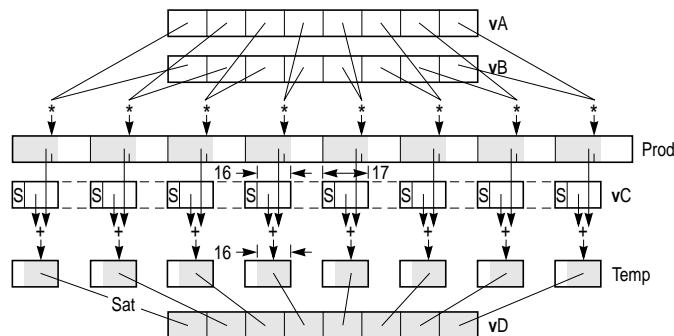 vA
vB
* * * * * * * *
Prod
16 17
S S S S S S S S vC
+ + + + + + + +
16
Temp
Sat
vD